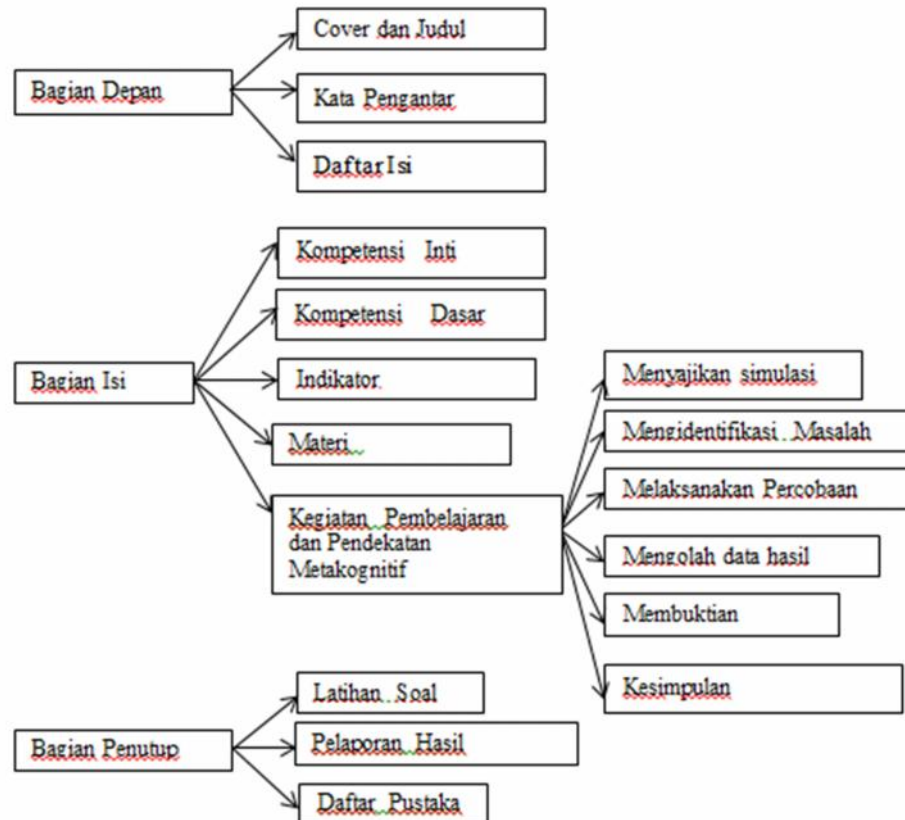 Bagian Depan
Cover dan Judul
Kata Pengantar
Daftar Isi
Bagian Isi
Kompetensi Inti
Kompetensi Dasar
Indikator
Materi
Kegiatan Pembelajaran
dan Pendekatan
Metakognitif
Menyajikan simulasi
Mengidentifikasi Masalah
Melaksanakan Percobaan
Mengolah data hasil
Membuktian
Kesimpulan
Bagian Penutup
Latihan Soal
Pelaporan Hasil
Daftar Pustaka